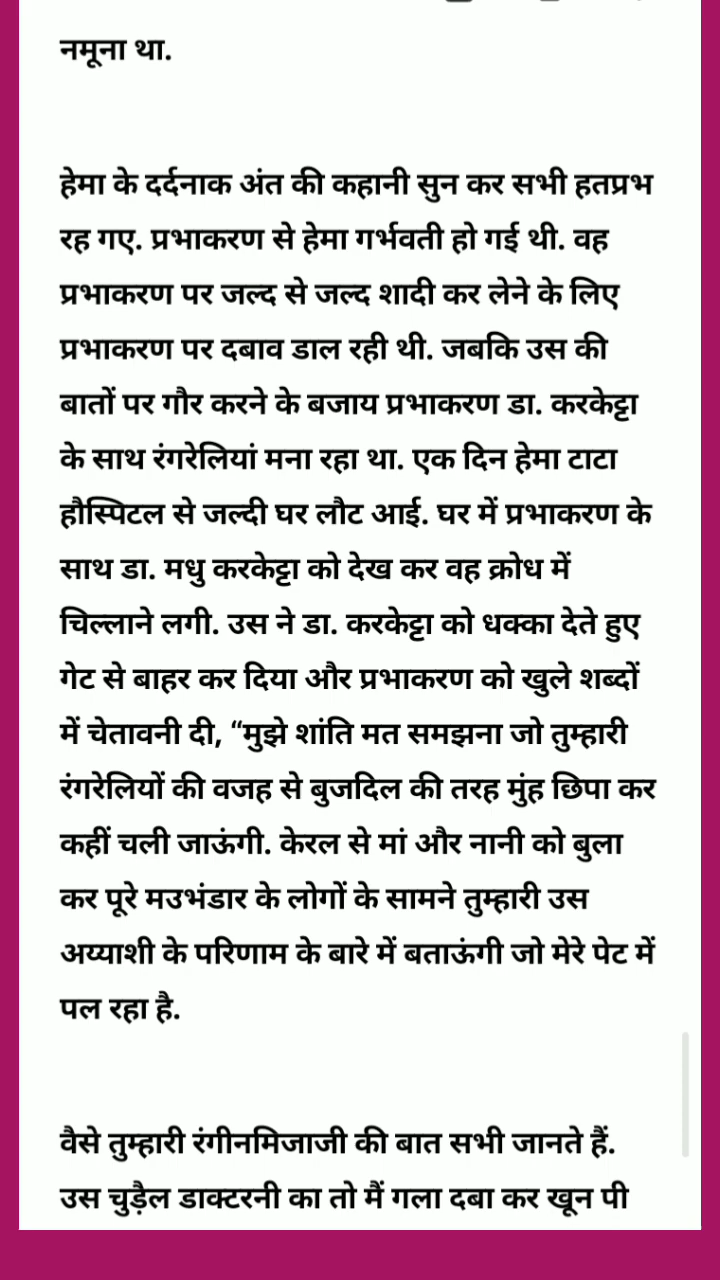 नमूना था.
हेमा के दर्दनाक अंत की कहानी सुन कर सभी हतप्रभ
रह गए. प्रभाकरण से हेमा गर्भवती हो गई थी. वह
प्रभाकरण पर जल्द से जल्द शादी कर लेने के लिए
प्रभाकरण पर दबाव डाल रही थी. जबकि उस की
बातों पर गौर करने के बजाय प्रभाकरण डा. करकेट्टा
के साथ रंगरेलियां मना रहा था. एक दिन हेमा टाटा
हौस्पिटल से जल्दी घर लौट आई. घर में प्रभाकरण के
साथ डा. मधु करकेट्टा को देख कर वह क्रोध में
चिल्लाने लगी. उस ने डा. करकेट्टा को धक्का देते हुए
गेट से बाहर कर दिया और प्रभाकरण को खुले शब्दों
में चेतावनी दी, “मुझे शांति मत समझना जो तुम्हारी
रंगरेलियों की वजह से बुजदिल की तरह मुंह छिपा कर
कहीं चली जाऊंगी. केरल से मां और नानी को बुला
कर पूरे मउभंडार के लोगों के सामने तुम्हारी उस
अय्याशी के परिणाम के बारे में बताऊंगी जो मेरे पेट में
पल रहा है.
वैसे तुम्हारी रंगीनमिजाजी की बात सभी जानते हैं.
उस चुड़ैल डाक्टरनी का तो मैं गला दबा कर खून पी